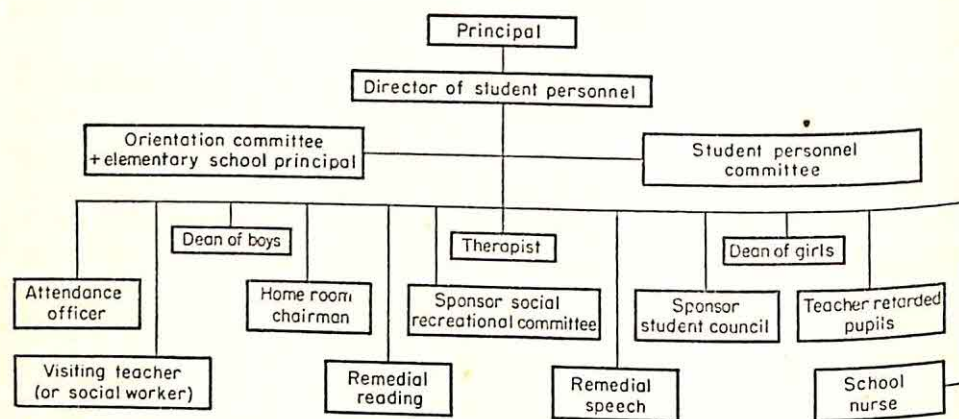 Principal
Director of student personnel
Orientation committee
+ elementary school principal
Student personnel
committee
Dean of boys
Therapist
Dean of girls
Attendance
officer
Home room
chairman
Sponsor social
recreational committee
Sponsor
student council
Teacher retarded
pupils
Visiting teacher
(or social worker)
Remedial
reading
Remedial
speech
School
nurse